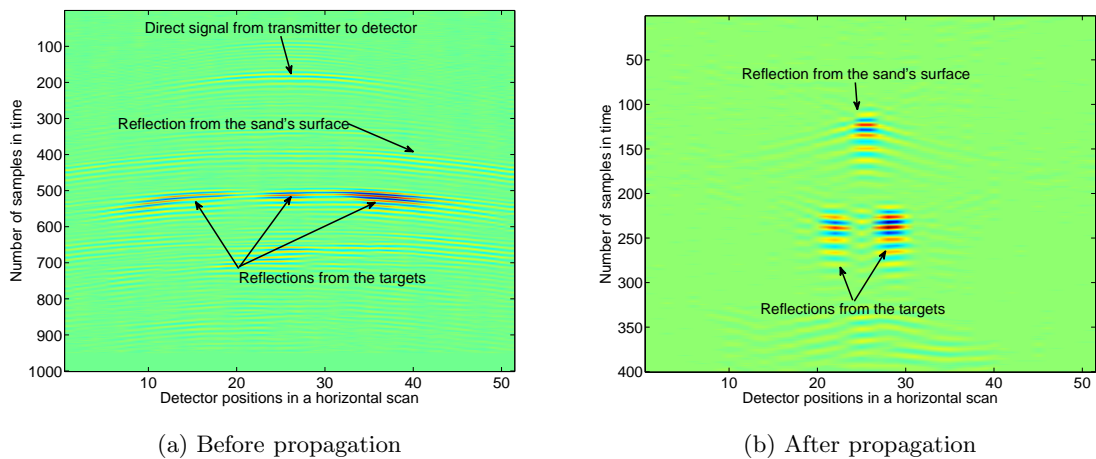 Direct signal from transmitter to detector
Reflection from the sand's surface
Reflections from the targets
100
200
300
400
500
600
700
800
900
1000
Number of samples in time
10
20
30
40
50
Detector positions in a horizontal scan
(a) Before propagation
Reflection from the sand's surface
Reflections from the targets
50
100
150
200
250
300
350
400
Number of samples in time
10
20
30
40
50
Detector positions in a horizontal scan
(b) After propagation